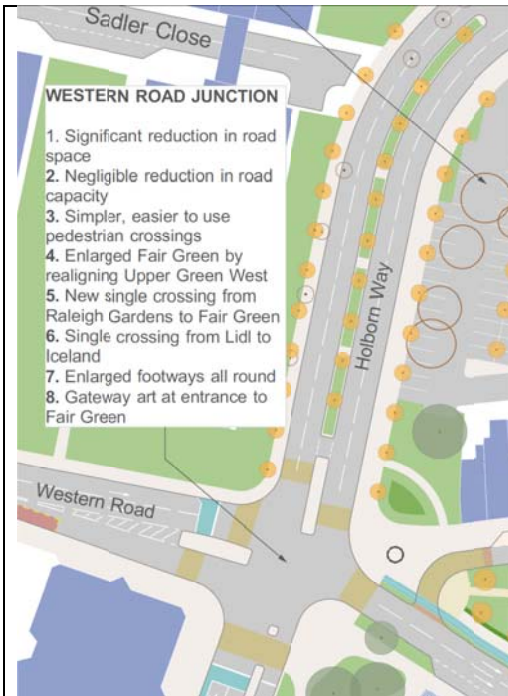 Sadler Close
WESTERN ROAD JUNCTION
1. Significant reduction in road
space
2. Negligible reduction in road
capacity
3. Simpler, easier to use
pedestrian crossings
4. Enlarged Fair Green by
realigning Upper Green West
5. New single crossing from
Raleigh Gardens to Fair Green
6. Single crossing from Lidl to
Iceland
7. Enlarged footways all round
8. Gateway art at entrance to
Fair Green
Holborn Way
Western Road